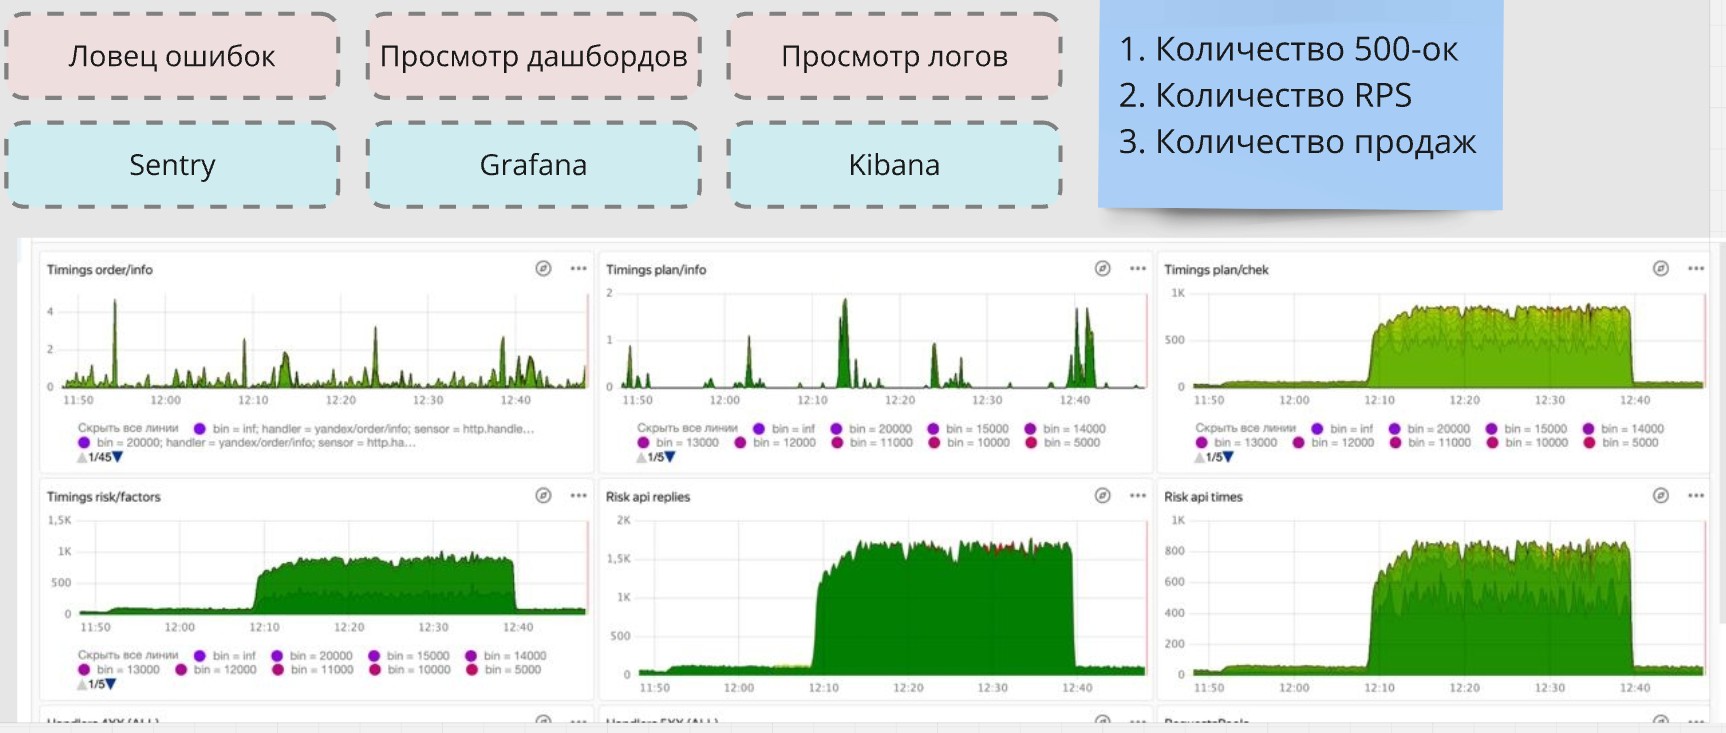 Ловец ошибок
Просмотр дашбордов
Просмотр логов
Sentry
Grafana
Kibana
1. Количество 500-ок
2. Количество RPS
3. Количество продаж
Timings order/info
4
2
0
11:50 12:00 12:10 12:20 12:30 12:40
Скрыть все линии bin = inf; handler = yandex/order/info; sensor = http.handle...
bin = 20000; handler = yandex/order/info; sensor = http.ha...
1/45
Timings plan/info
2
1
0
11:50 12:00 12:10 12:20 12:30 12:40
Скрыть все линии bin = inf bin = 20000 bin = 15000 bin = 14000
bin = 13000 bin = 12000 bin = 11000 bin = 10000 bin = 5000
1/5
Timings plan/chek
1K
500
0
11:50 12:00 12:10 12:20 12:30 12:40
Скрыть все линии bin = inf bin = 20000 bin = 15000 bin = 14000
bin = 13000 bin = 12000 bin = 11000 bin = 10000 bin = 5000
1/5
Timings risk/factors
1,5K
1K
500
0
11:50 12:00 12:10 12:20 12:30 12:40
Скрыть все линии bin = inf bin = 20000 bin = 15000 bin = 14000
bin = 13000 bin = 12000 bin = 11000 bin = 10000 bin = 5000
1/5
Risk api replies
2K
1,5K
1K
500
0
11:50 12:00 12:10 12:20 12:30 12:40
Risk api times
1K
800
600
400
200
0
11:50 12:00 12:10 12:20 12:30 12:40